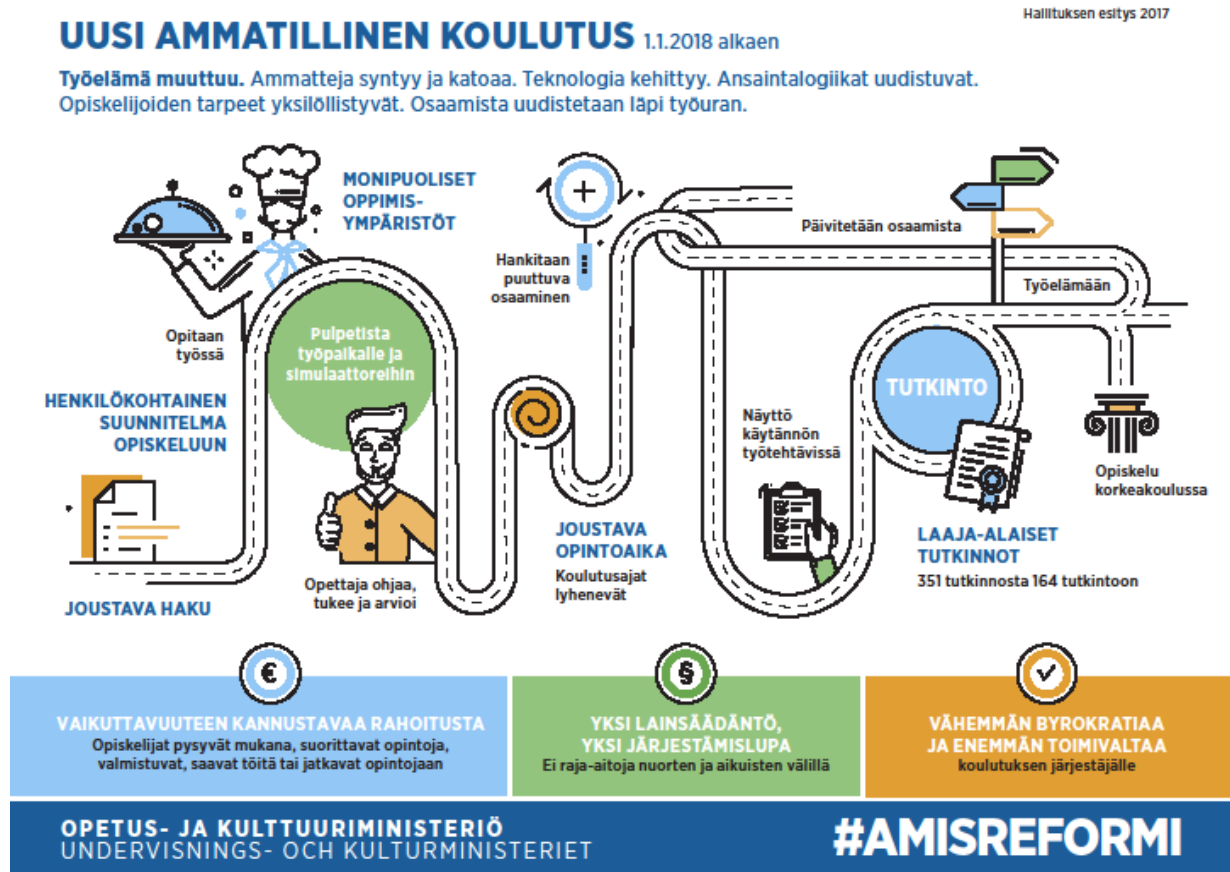 Hallituksen esitys 2017
UUSI AMMATILLINEN KOULUTUS 1.1.2018 alkaen
Työelämä muuttuu. Ammatteja syntyy ja katoaa. Teknologia kehittyy. Ansaintalogiikat uudistuvat.
Opiskelijoiden tarpeet yksilöllistyvät. Osaamista uudistetaan läpi työuran.
MONIPUOLISET
OPPIMIS-
YMPÄRISTÖT
Hankitaan
puuttuva
osaaminen
Päivitetään osaamista
Työelämään
Opitaan
työssä
Pulpetista
työpaikalle ja
simulaattoreihin
HENKILÖKOHTAINEN
SUUNNITELMA
OPISKELUUN
TUTKINTO
Näyttö
käytännön
työtehtävissä
Opiskelu
korkeakoulussa
JOUSTAVA
OPINTOAIKA
Koulutusajat
lyhenevät
LAAJA-ALAISET
TUTKINNOT
351 tutkinnosta 164 tutkintoon
Opettaja ohjaa,
tukee ja arvioi
JOUSTAVA HAKU
€
VAIKUTTAVUUTEEN KANNUSTAVAA RAHOITUSTA
Opiskelijat pysyvät mukana, suorittavat opintoja,
valmistuvat, saavat töitä tai jatkavat opintojaan
§
YKSI LAINSÄÄDÄNTÖ,
YKSI JÄRJESTÄMISLUPA
Ei raja-aitoja nuorten ja aikuisten välillä
VÄHEMMÄN BYROKRATIAA
JA ENEMMÄN TOIMIVALTAA
koulutuksen järjestäjälle
OPETUS- JA KULTTUURIMINISTERIÖ
UNDERVISNINGS- OCH KULTURMINISTERIET
#AMISREFORMI